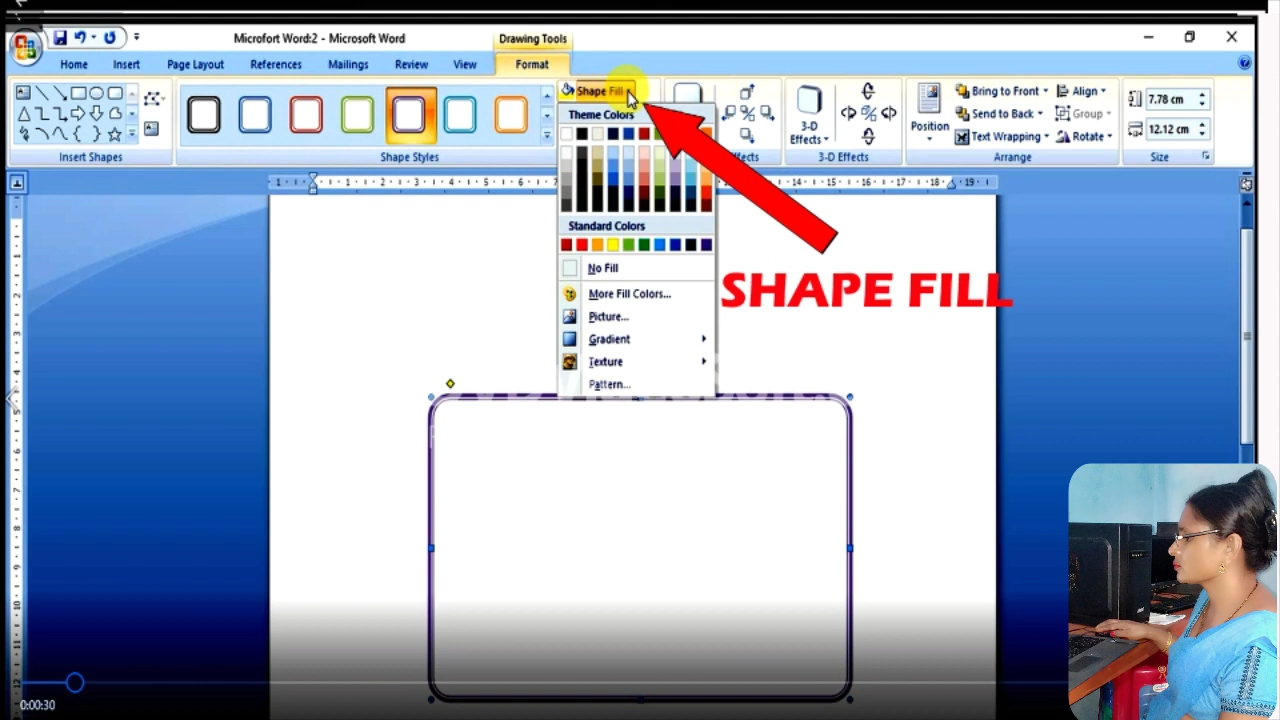 Microfort Word:2 - Microsoft Word
Drawing Tools
Home Insert Page Layout References Mailings Review View Format
Shape Fill
Bring to Front Align
7.78 cm
Send to Back Group
3-D
Effects
Position
12.12 cm
Text Wrapping Rotate
Insert Shapes Shape Styles 3-D Effects Arrange Size
Theme Colors
Standard Colors
No Fill
SHAPE FILL
More Fill Colors...
Picture...
Gradient
Texture
Pattern...
0:00:30